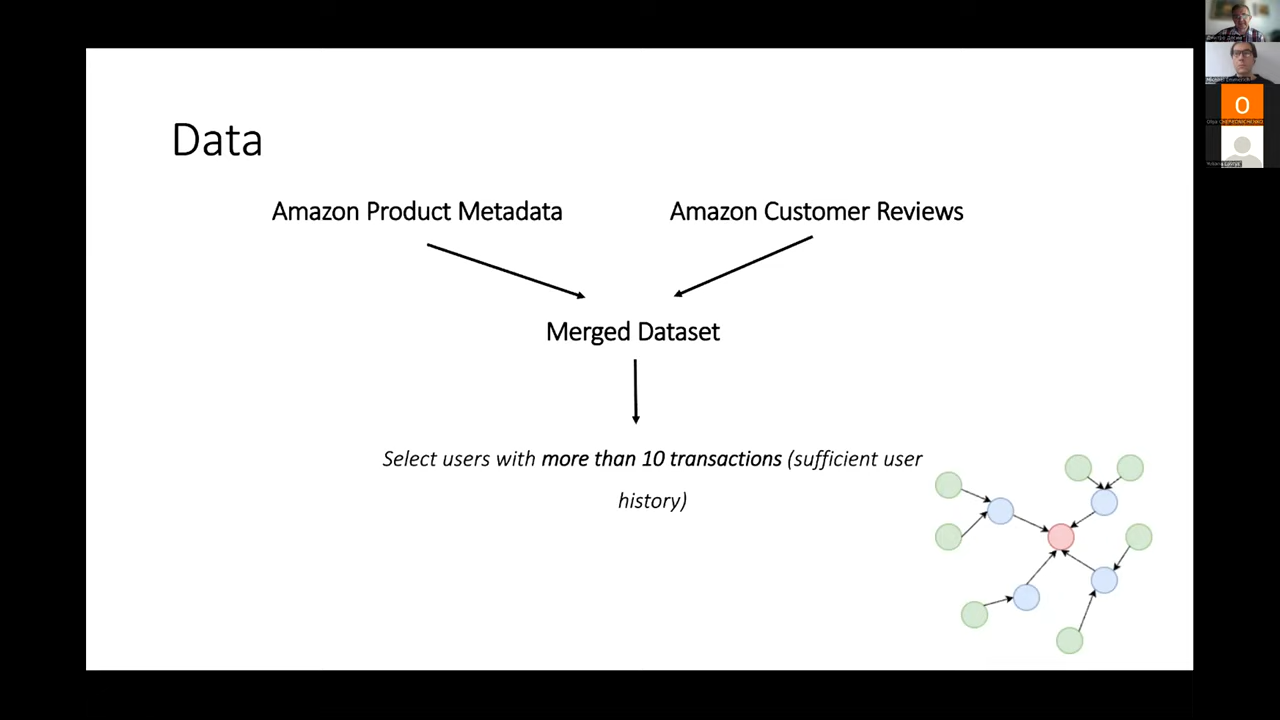 Data
Amazon Product Metadata
Amazon Customer Reviews
Merged Dataset
Select users with more than 10 transactions (sufficient user
history)
O